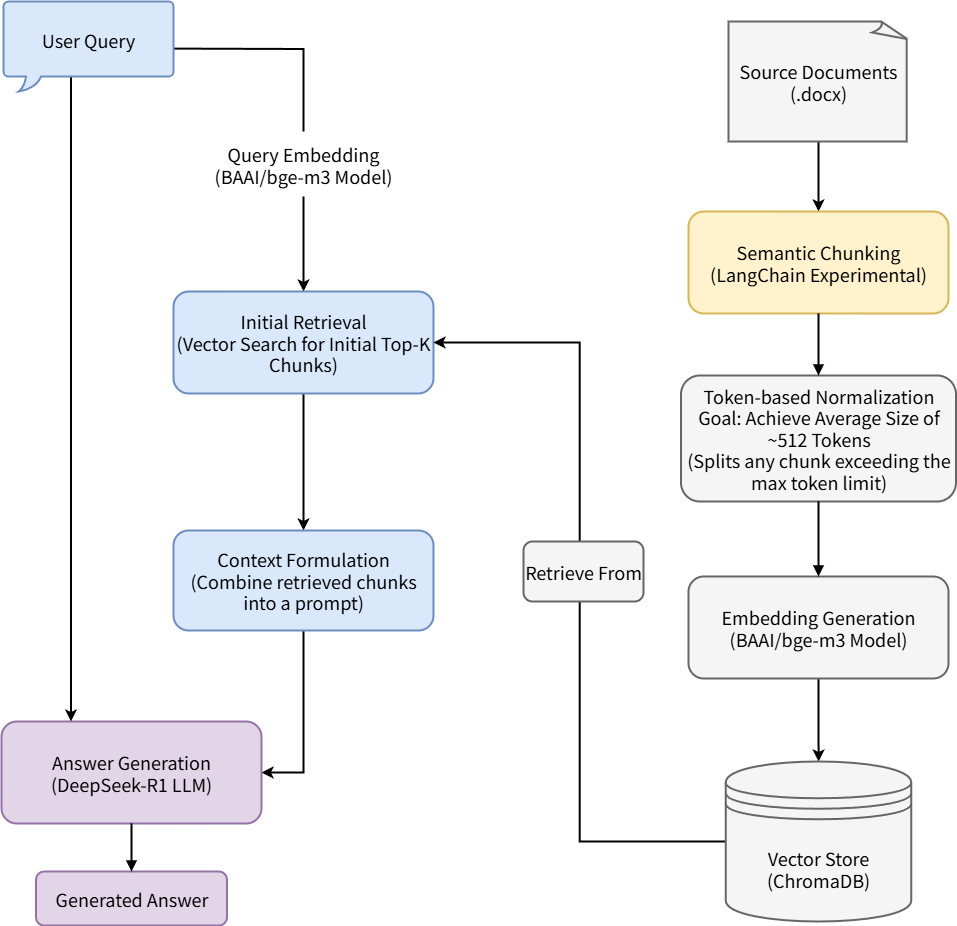 User Query
Query Embedding
(BAAI/bge-m3 Model)
Initial Retrieval
(Vector Search for Initial Top-K
Chunks)
Context Formulation
(Combine retrieved chunks
into a prompt)
Answer Generation
(DeepSeek-R1 LLM)
Generated Answer
Retrieve From
Source Documents
(.docx)
Semantic Chunking
(LangChain Experimental)
Token-based Normalization
Goal: Achieve Average Size of
~512 Tokens
(Splits any chunk exceeding the
max token limit)
Embedding Generation
(BAAI/bge-m3 Model)
Vector Store
(ChromaDB)